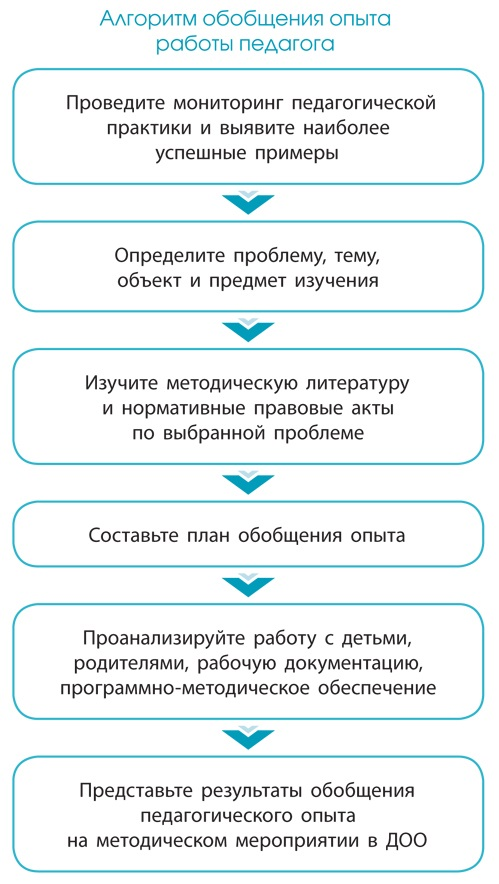 Алгоритм обобщения опыта
работы педагога
Проведите мониторинг педагогической
практики и выявите наиболее
успешные примеры
Определите проблему, тему,
объект и предмет изучения
Изучите методическую литературу
и нормативные правовые акты
по выбранной проблеме
Составьте план обобщения опыта
Проанализируйте работу с детьми,
родителями, рабочую документацию,
программно-методическое обеспечение
Представьте результаты обобщения
педагогического опыта
на методическом мероприятии в ДОО